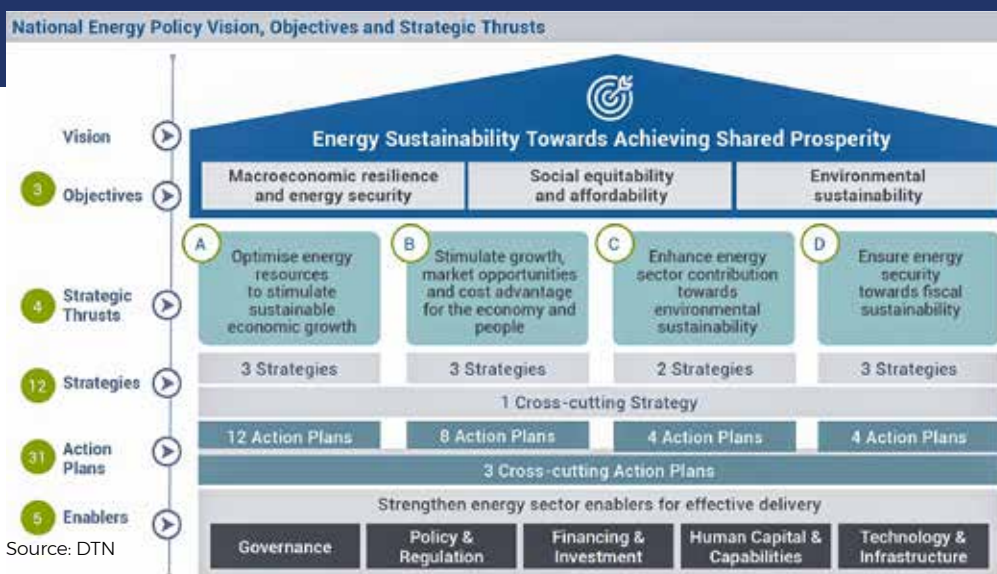 National Energy Policy Vision, Objectives and Strategic Thrusts
Vision
Energy Sustainability Towards Achieving Shared Prosperity
3
Objectives
Macroeconomic resilience
and energy security
Social equitability
and affordability
Environmental
sustainability
4
Strategic
Thrusts
A
Optimise energy
resources
to stimulate
sustainable
economic growth
B
Stimulate growth,
market opportunities
and cost advantage
for the economy and
people
C
Enhance energy
sector contribution
towards
environmental
sustainability
D
Ensure energy
security
towards fiscal
sustainability
12
Strategies
3 Strategies
3 Strategies
2 Strategies
3 Strategies
1 Cross-cutting Strategy
31
Action
Plans
12 Action Plans
8 Action Plans
4 Action Plans
4 Action Plans
3 Cross-cutting Action Plans
5
Enablers
Strengthen energy sector enablers for effective delivery
Governance
Policy &
Regulation
Financing &
Investment
Human Capital &
Capabilities
Technology &
Infrastructure
Source: DTN